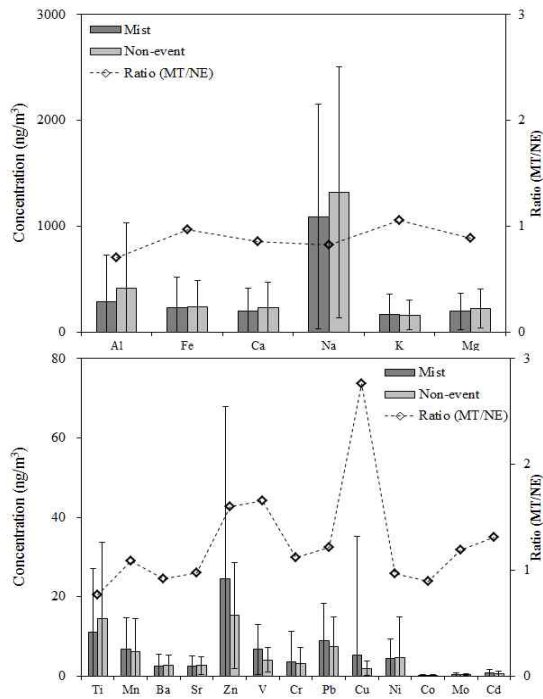 3000
2000
1000
0
Concentration (ng/m³)
Mist
Non-event
Ratio (MT/NE)
3
2
1
0
Ratio (MT/NE)
Al Fe Ca Na K Mg
80
60
40
20
0
Concentration (ng/m³)
Mist
Non-event
Ratio (MT/NE)
3
2
1
0
Ratio (MT/NE)
Ti Mn Ba Sr Zn V Cr Pb Cu Ni Co Mo Cd